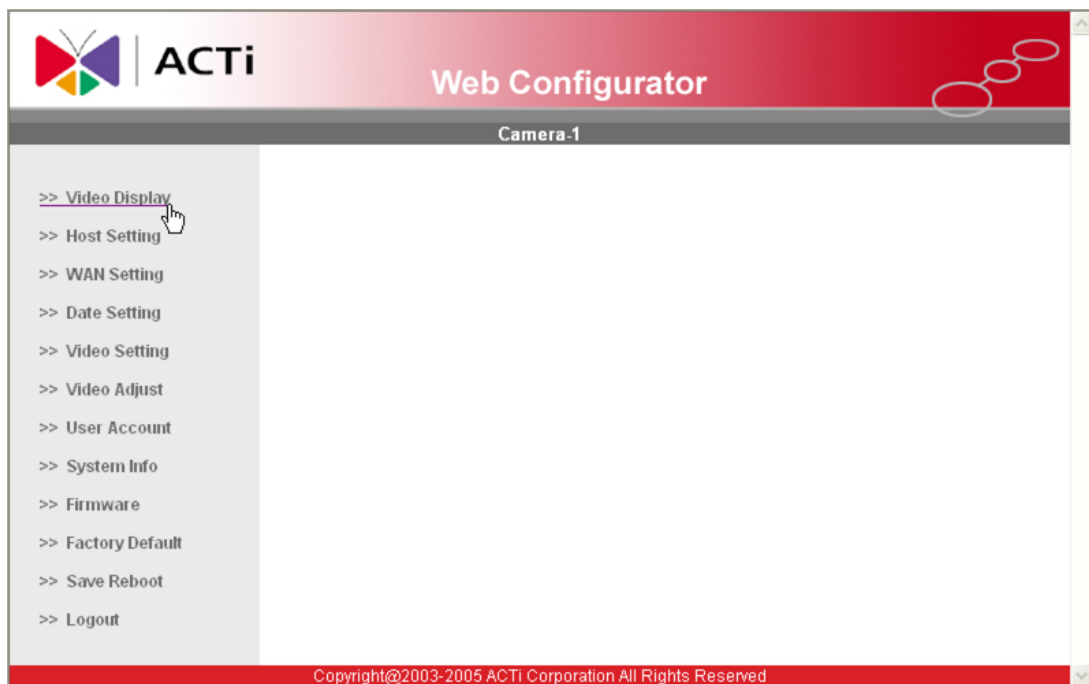 ACTi
Web Configurator
Camera-1
>> Video Display
>> Host Setting
>> WAN Setting
>> Date Setting
>> Video Setting
>> Video Adjust
>> User Account
>> System Info
>> Firmware
>> Factory Default
>> Save Reboot
>> Logout
Copyright@2003-2005 ACTi Corporation All Rights Reserved